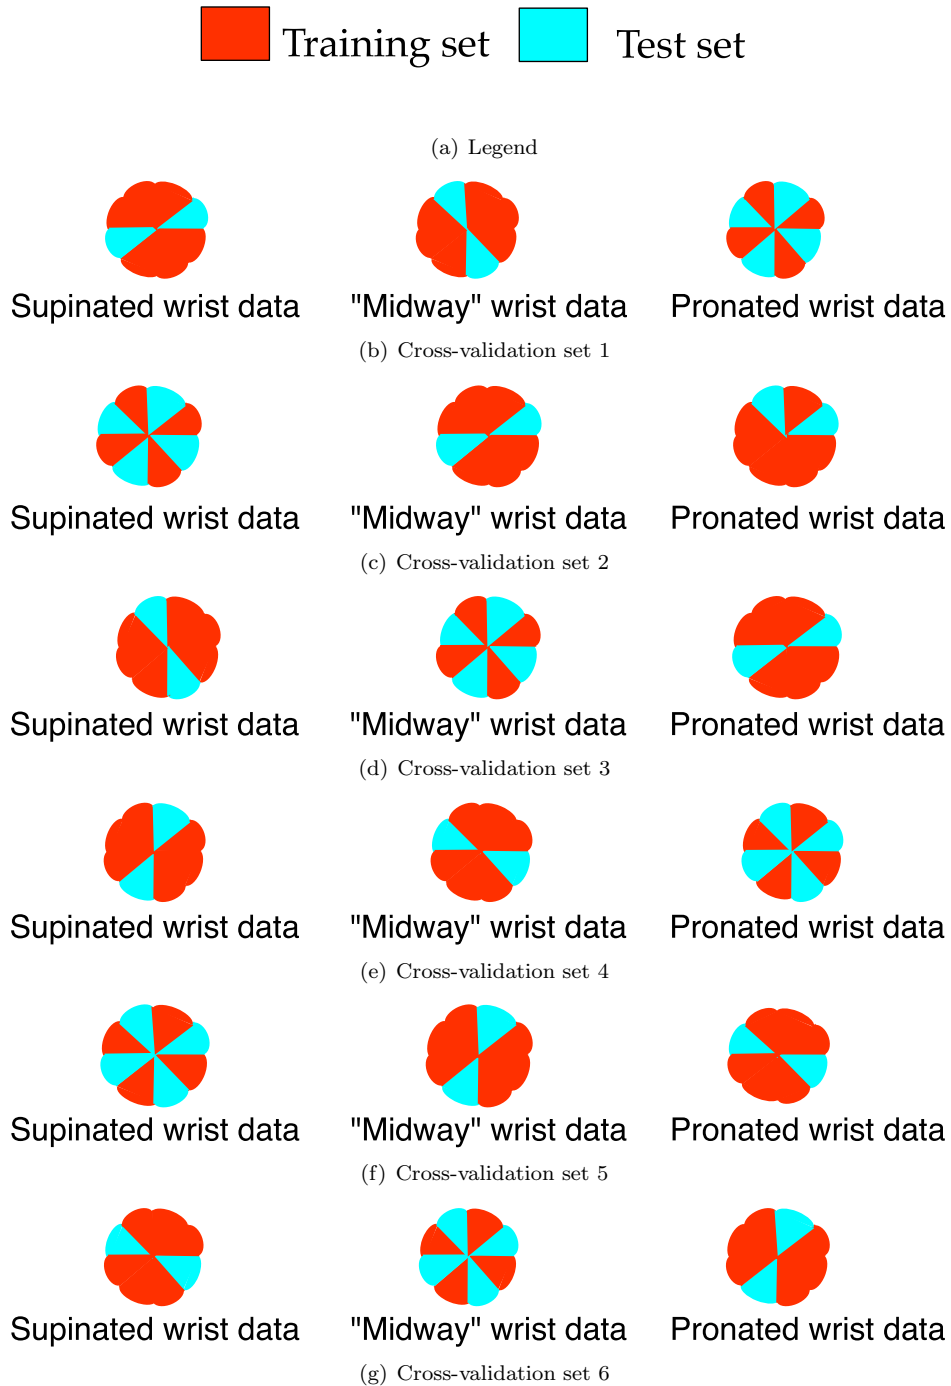 Training set Test set
(a) Legend
Supinated wrist data "Midway" wrist data Pronated wrist data
(b) Cross-validation set 1
Supinated wrist data "Midway" wrist data Pronated wrist data
(c) Cross-validation set 2
Supinated wrist data "Midway" wrist data Pronated wrist data
(d) Cross-validation set 3
Supinated wrist data "Midway" wrist data Pronated wrist data
(e) Cross-validation set 4
Supinated wrist data "Midway" wrist data Pronated wrist data
(f) Cross-validation set 5
Supinated wrist data "Midway" wrist data Pronated wrist data
(g) Cross-validation set 6